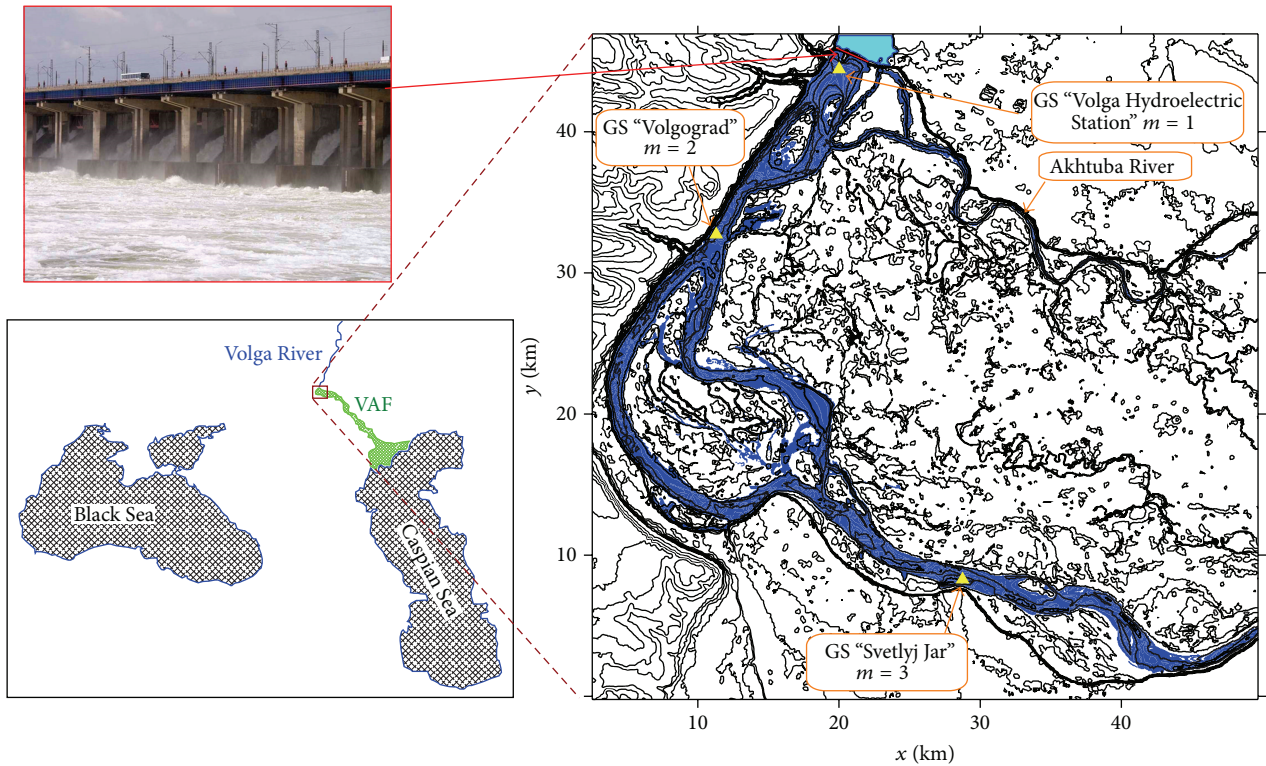 GS “Volgograd”
m = 2
GS “Volga Hydroelectric
Station” m = 1
Akhtuba River
GS “Svetlyj Jar”
m = 3
40
30
20
10
y (km)
10
20
30
40
x (km)
Volga River
VAF
Black Sea
Caspian Sea